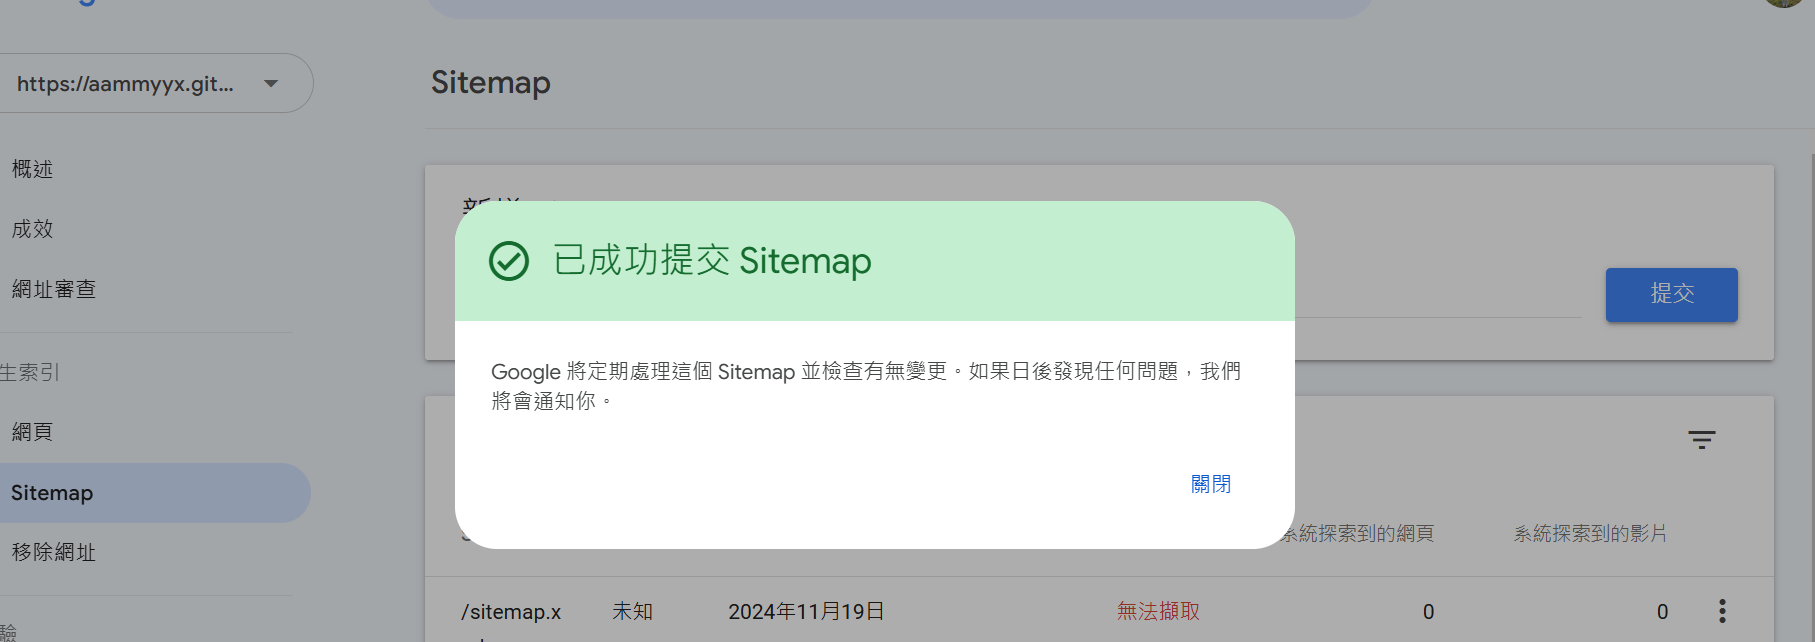 https://aammyyx.git...
Sitemap
概述
成效
網址審查
已成功提交 Sitemap
提交
Google 將定期處理這個 Sitemap 並檢查有無變更。如果日後發現任何問題，我們
將會通知你。
生索引
網頁
關閉
Sitemap
移除網址
系統探索到的網頁
系統探索到的影片
/sitemap.x
未知
2024年11月19日
無法擷取
0
0
驗